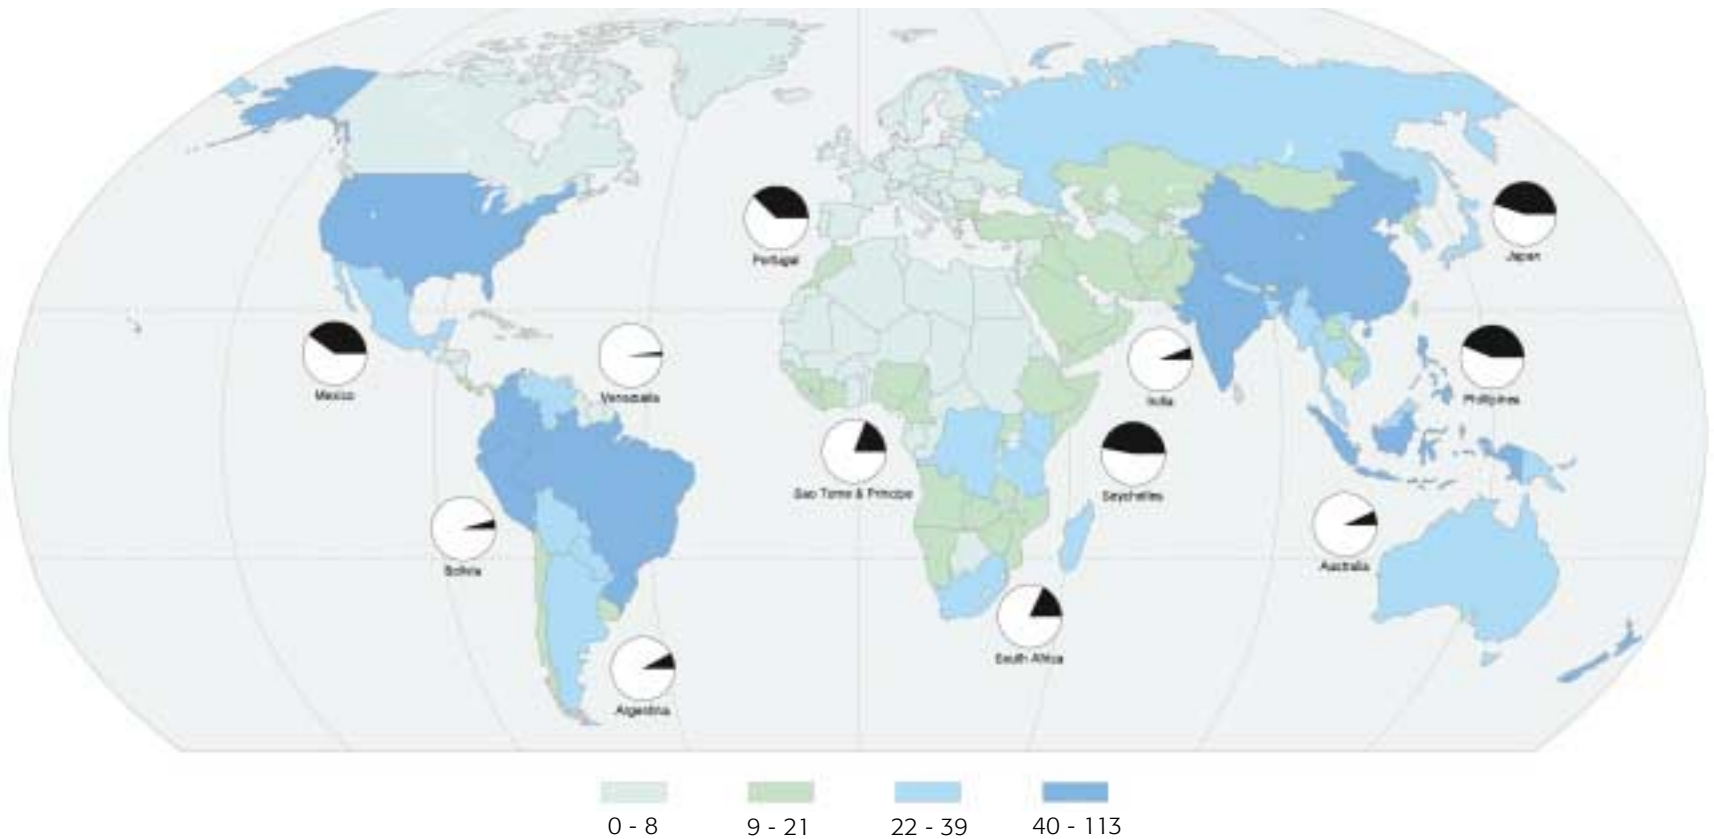 Portugal
Japan
Mexico
Venezuela
India
Philipines
Sao Tome & Principe
Seychelles
Bolivia
Australia
South Africa
Argentina
0 - 8
9 - 21
22 - 39
40 - 113